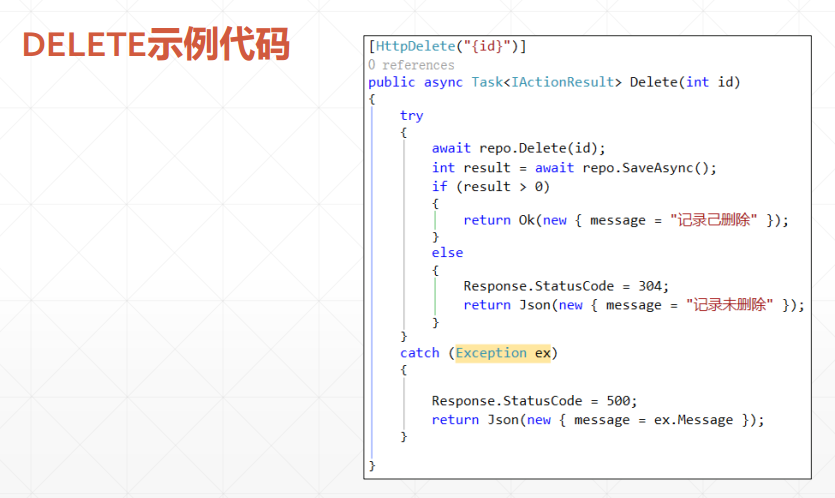 DELETE示例代码
[HttpDelete("{id}")]
0 references
public async Task<IActionResult> Delete(int id)
{
    try
    {
        await repo.Delete(id);
        int result = await repo.SaveAsync();
        if (result > 0)
        {
            return Ok(new { message = "记录己删除" });
        }
        else
        {
            Response.StatusCode = 304;
            return Json(new { message = "记录未删除" });
        }
    }
    catch (Exception ex)
    {
        Response.StatusCode = 500;
        return Json(new { message = ex.Message });
    }
}